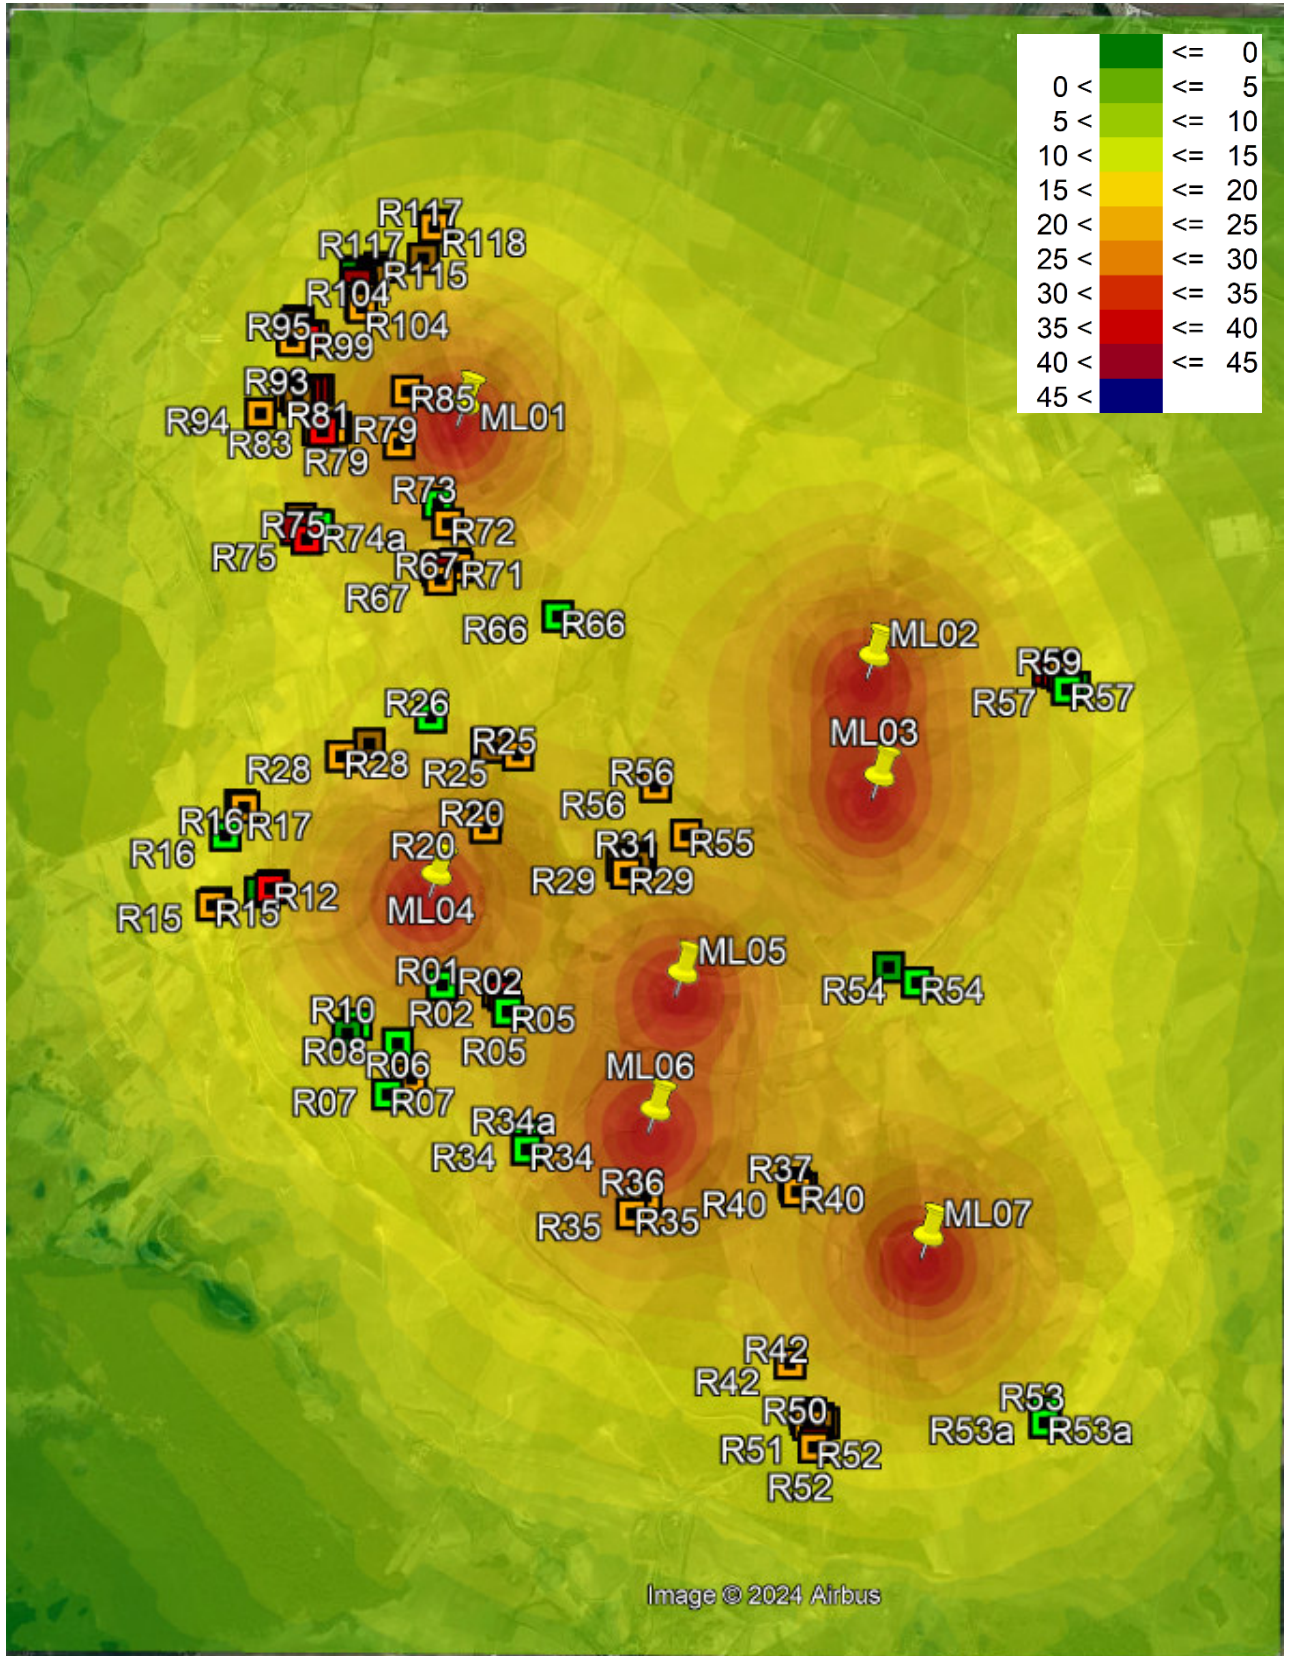 <= 0
0 < <= 5
5 < <= 10
10 < <= 15
15 < <= 20
20 < <= 25
25 < <= 30
30 < <= 35
35 < <= 40
40 < <= 45
45 <
R117
R117 R118
R115
R104
R104
R95
R99
R93
R85
R94 R81 ML01
R83 R79
R79
R73
R75 R72
R74a
R75
R67 R71
R67
R66 R66
ML02
R59
R57 R57
R26
ML03
R25
R28 R28
R25
R56
R56
R20
R16 R17
R55
R31
R16 R20
R29 R29
R12
R15 R15
ML04
ML05
R01 R02
R54 R54
R10 R02 R05
R08 R05
R06
ML06
R07 R07
R34a
R34 R34
R37
R36
R40 R40
ML07
R35 R35
R42
R42
R53
R50
R53a R53a
R51 R52
R52
Image © 2024 Airbus